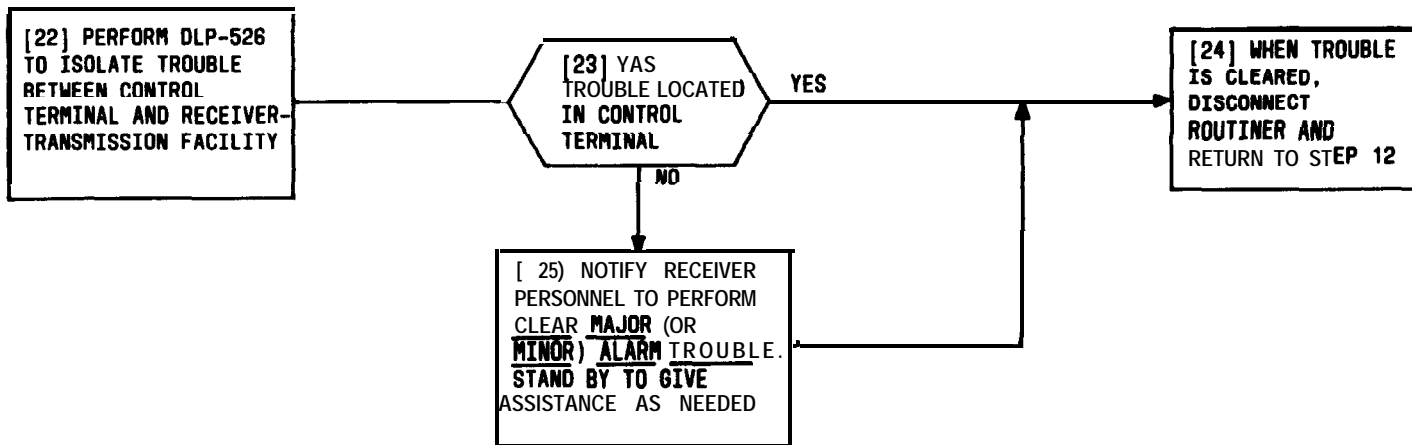 [22] PERFORM DLP-526
TO ISOLATE TROUBLE
BETWEEN CONTROL
TERMINAL AND RECEIVER-
TRANSMISSION FACILITY
[23] YAS
TROUBLE LOCATED
IN CONTROL
TERMINAL
YES
NO
[24] WHEN TROUBLE
IS CLEARED,
DISCONNECT
ROUTINER AND
RETURN TO STEP 12
[ 25) NOTIFY RECEIVER
PERSONNEL TO PERFORM
CLEAR MAJOR (OR
MINOR) ALARM TROUBLE.
STAND BY TO GIVE
ASSISTANCE AS NEEDED